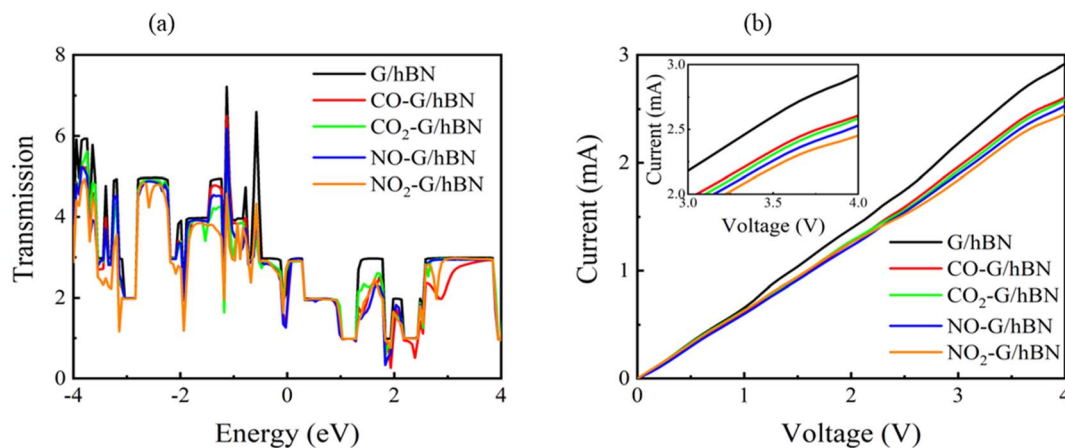 (a)
8
6
4
2
0
Transmission
-4
-2
0
2
4
Energy (eV)
G/hBN
CO-G/hBN
CO₂-G/hBN
NO-G/hBN
NO₂-G/hBN
(b)
3
2
1
0
Current (mA)
0
1
2
3
4
Voltage (V)
3.0
2.5
2.0
Current (mA)
3.0
3.5
4.0
Voltage (V)
G/hBN
CO-G/hBN
CO₂-G/hBN
NO-G/hBN
NO₂-G/hBN